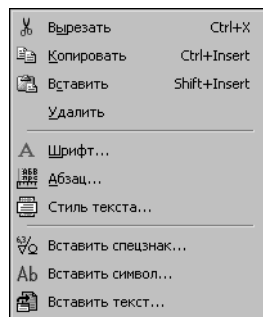 Вырезать Ctrl+X
Копировать Ctrl+Insert
Вставить Shift+Insert
Удалить
Шрифт...
Абзац...
Стиль текста...
Вставить спецзнак...
Вставить символ...
Вставить текст...